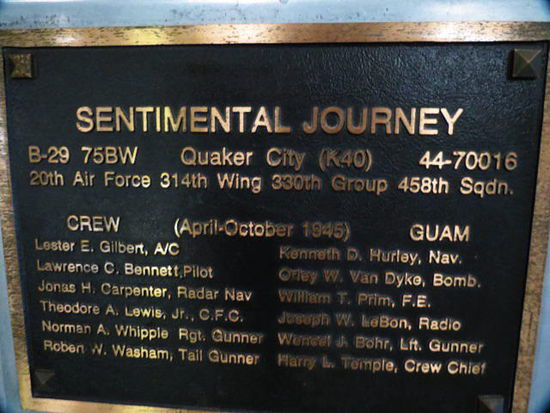 SENTIMENTAL JOURNEY
B-29 75BW Quaker City (K40) 44-70016
20th Air Force 314th Wing 330th Group 458th Sqdn.
CREW (April-October 1945) GUAM
Lester E. Gilbert, A/C
Lawrence C. Bennett,Pilot
Jonas H. Carpenter, Radar Nav
Theodore A. Lewis, Jr., C.F.C.
Norman A. Whipple Rgt. Gunner
Robert W. Washam, Tail Gunner
Kenneth D. Hurley, Nav.
Orley W. Van Dyke, Bomb.
William T. Prim, F.E.
Joseph W. LeBon, Radio
Wenzel J. Bohr, Lft. Gunner
Harry L. Temple, Crew Chief